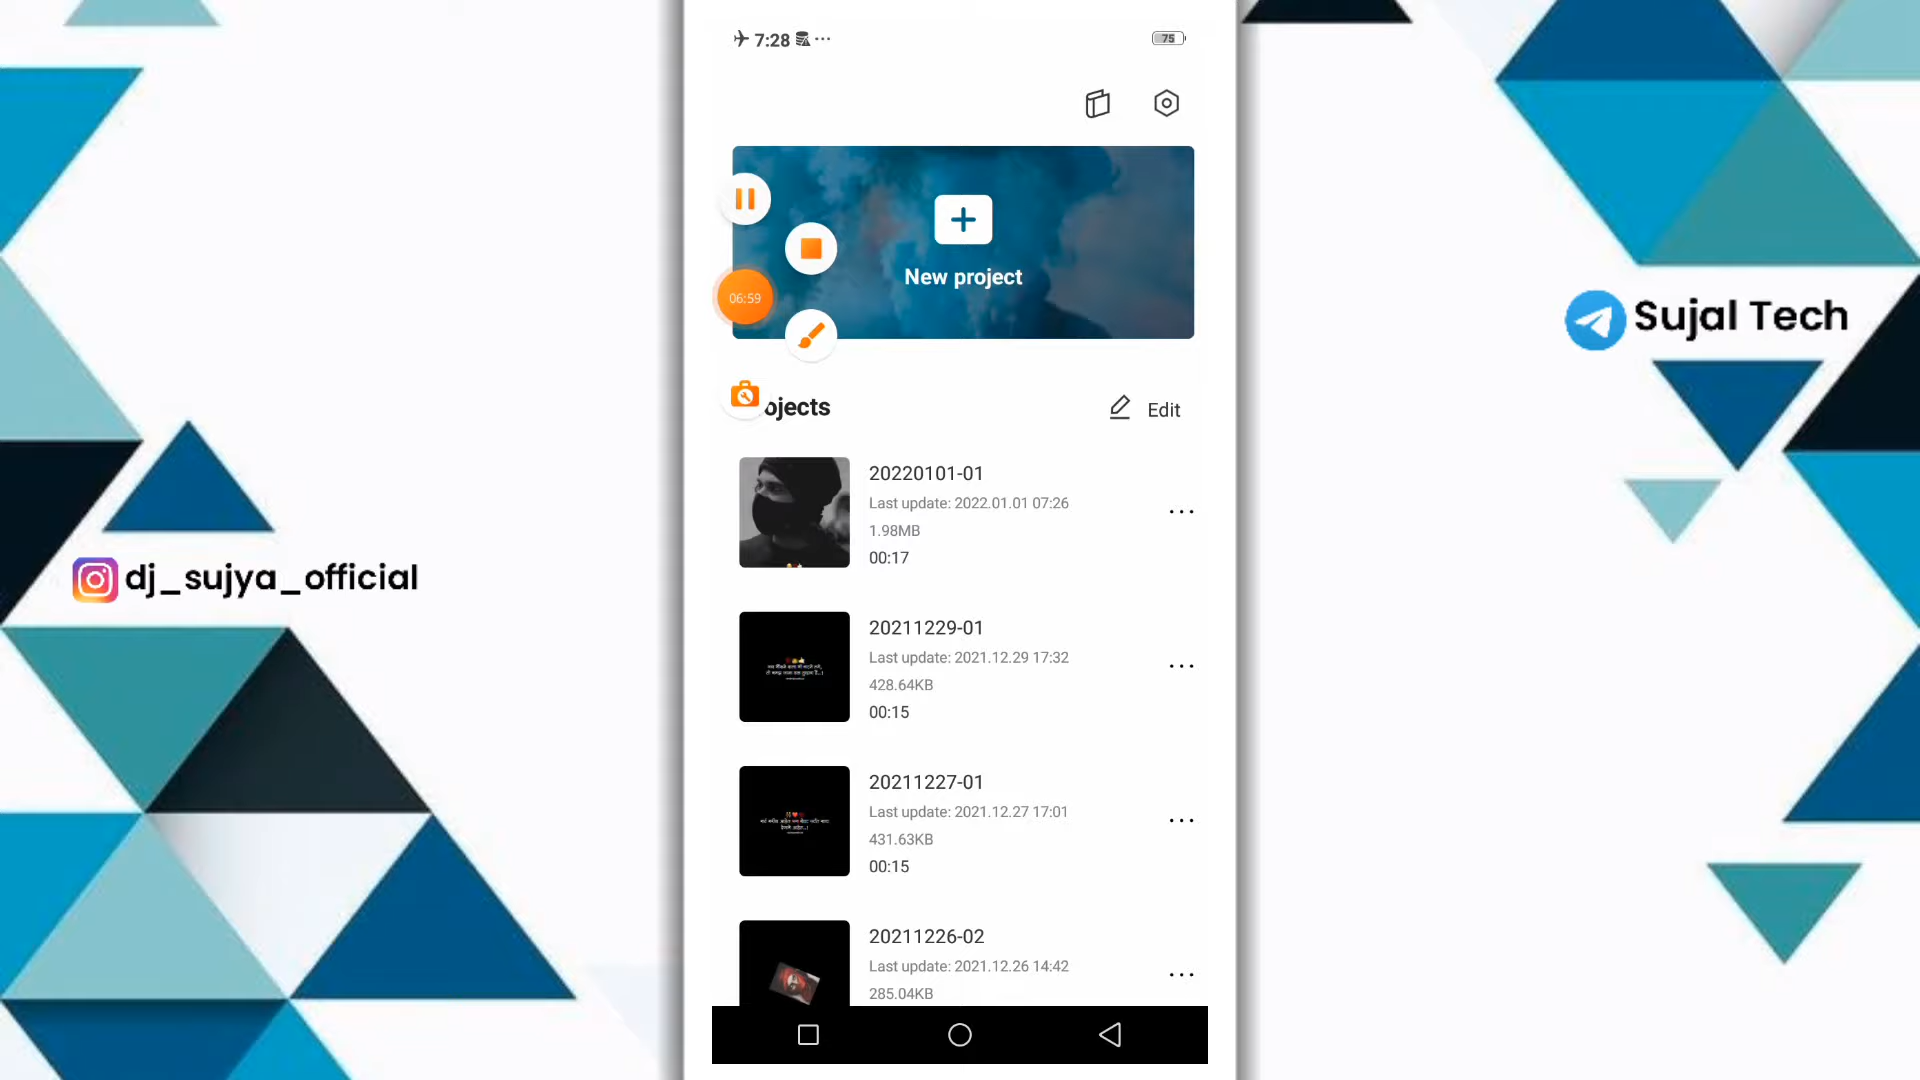 7:28
75
New project
06:59
ojects
Edit
20220101-01
Last update: 2022.01.01 07:26
1.98MB
00:17
20211229-01
Last update: 2021.12.29 17:32
428.64KB
00:15
20211227-01
Last update: 2021.12.27 17:01
431.63KB
00:15
20211226-02
Last update: 2021.12.26 14:42
285.04KB
dj_sujya_official
Sujal Tech